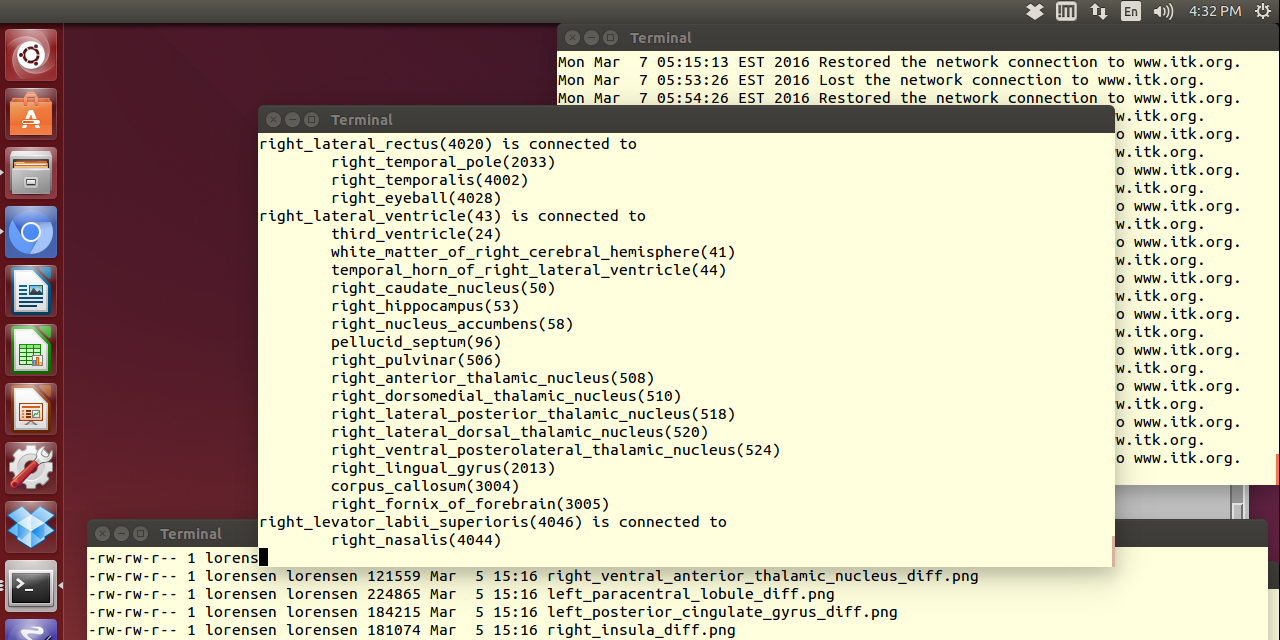 !m En 4:32 PM
Terminal
Mon Mar  7 05:15:13 EST 2016 Restored the network connection to www.itk.org.
Mon Mar  7 05:53:26 EST 2016 Lost the network connection to www.itk.org.
Mon Mar  7 05:54:26 EST 2016 Restored the network connection to www.itk.org.
w.itk.org.
o www.itk.org.
w.itk.org.
o www.itk.org.
w.itk.org.
o www.itk.org.
w.itk.org.
o www.itk.org.
w.itk.org.
o www.itk.org.
w.itk.org.
o www.itk.org.
w.itk.org.
o www.itk.org.
w.itk.org.
o www.itk.org.
w.itk.org.
o www.itk.org.
w.itk.org.
o www.itk.org.
Terminal
right_lateral_rectus(4020) is connected to
        right_temporal_pole(2033)
        right_temporalis(4002)
        right_eyeball(4028)
right_lateral_ventricle(43) is connected to
        third_ventricle(24)
        white_matter_of_right_cerebral_hemisphere(41)
        temporal_horn_of_right_lateral_ventricle(44)
        right_caudate_nucleus(50)
        right_hippocampus(53)
        right_nucleus_accumbens(58)
        pellucid_septum(96)
        right_pulvinar(506)
        right_anterior_thalamic_nucleus(508)
        right_dorsomedial_thalamic_nucleus(510)
        right_lateral_posterior_thalamic_nucleus(518)
        right_lateral_dorsal_thalamic_nucleus(520)
        right_ventral_posterolateral_thalamic_nucleus(524)
        right_lingual_gyrus(2013)
        corpus_callosum(3004)
        right_fornix_of_forebrain(3005)
right_levator_labii_superioris(4046) is connected to
        right_nasalis(4044)
Terminal
-rw-rw-r-- 1 lorens
-rw-rw-r-- 1 lorensen lorensen 121559 Mar  5 15:16 right_ventral_anterior_thalamic_nucleus_diff.png
-rw-rw-r-- 1 lorensen lorensen 224865 Mar  5 15:16 left_paracentral_lobule_diff.png
-rw-rw-r-- 1 lorensen lorensen 184215 Mar  5 15:16 left_posterior_cingulate_gyrus_diff.png
-rw-rw-r-- 1 lorensen lorensen 181074 Mar  5 15:16 right_insula_diff.png